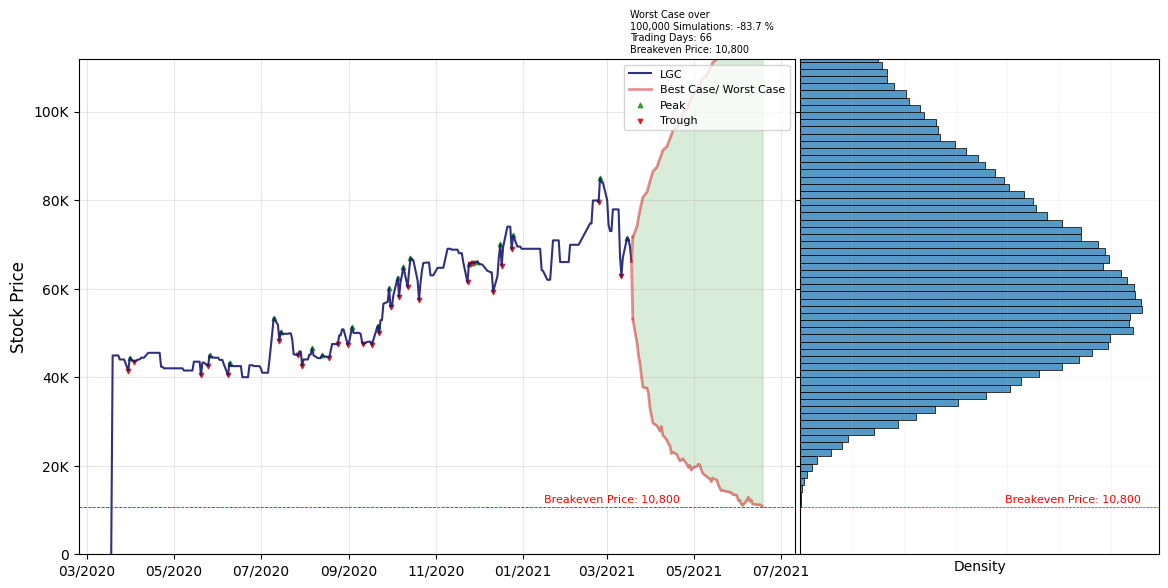 Worst Case over
100,000 Simulations: -83.7 %
Trading Days: 66
Breakeven Price: 10,800
LGC
Best Case/ Worst Case
Peak
Trough
Stock Price
100K
80K
60K
40K
20K
0
Breakeven Price: 10,800
Breakeven Price: 10,800
03/2020
05/2020
07/2020
09/2020
11/2020
01/2021
03/2021
05/2021
07/2021
Density